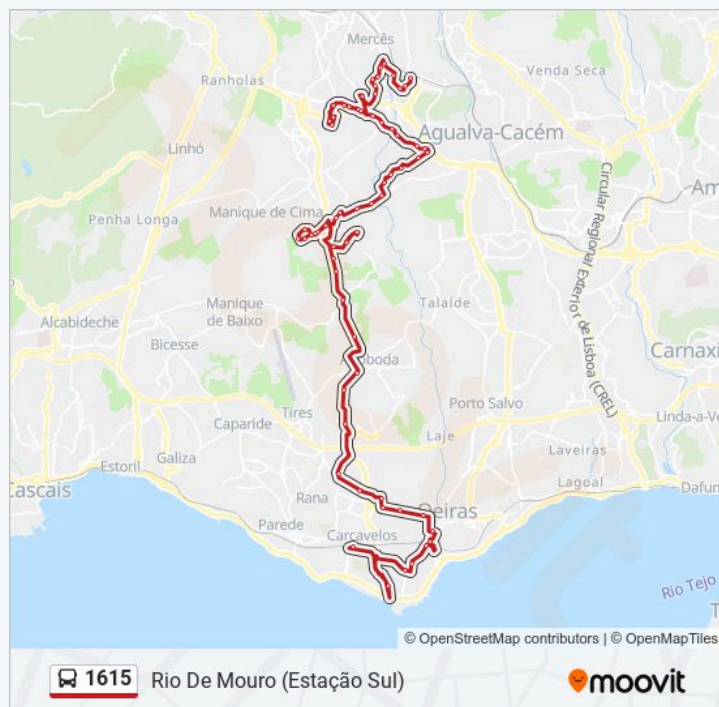 Mercês
Ranholas
Venda Seca
Agualva-Cacém
Linhó
Circular Regional Exterior de Lisboa (CREL)
Am
Penha Longa
Manique de Cima
Manique
de Baixo
Talaíde
Alcabideche
Bicesse
boda
Carnaxi
Tires
Porto Salvo
Caparide
Linda-a-Ve
Laje
Estoril
Galiza
Laveiras
Cascais
Rana
Lagoal
Dafun
Oeiras
Parede
Carcavelos
Rio Tejo
T
© OpenStreetMap contributors | © OpenMapTiles
1615 Rio De Mouro (Estação Sul)
moovit